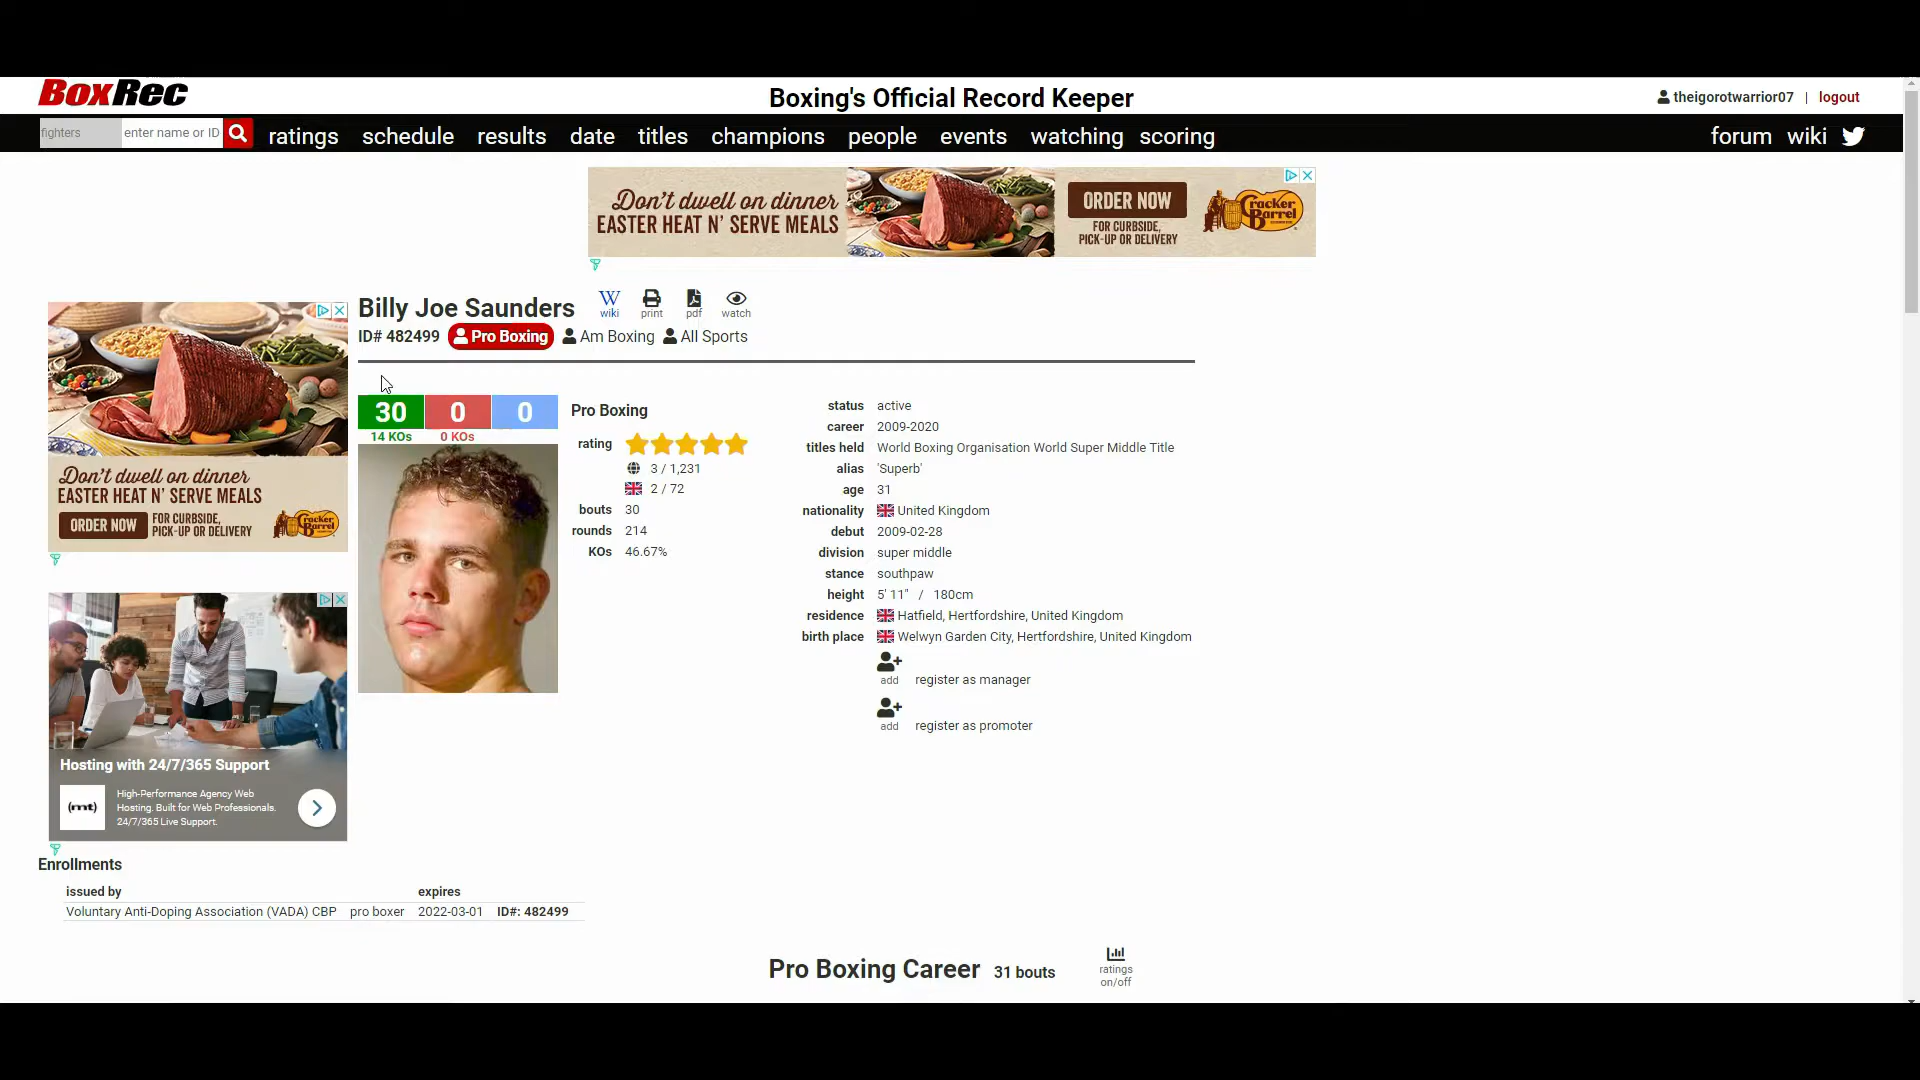 BoxRec
Boxing's Official Record Keeper
theigorotwarrior07 | logout
fighters enter name or ID
ratings schedule results date titles champions people events watching scoring
forum wiki
Don't dwell on dinner
EASTER HEAT N' SERVE MEALS
ORDER NOW
FOR CURBSIDE,
PICK-UP OR DELIVERY
Cracker
Barrel
Billy Joe Saunders
wiki print pdf watch
ID# 482499 Pro Boxing Am Boxing All Sports
30 0 0
14 KOs 0 KOs
Pro Boxing
rating
3 / 1,231
2 / 72
bouts 30
rounds 214
KOs 46.67%
status active
career 2009-2020
titles held World Boxing Organisation World Super Middle Title
alias 'Superb'
age 31
nationality United Kingdom
debut 2009-02-28
division super middle
stance southpaw
height 5' 11" / 180cm
residence Hatfield, Hertfordshire, United Kingdom
birth place Welwyn Garden City, Hertfordshire, United Kingdom
add register as manager
add register as promoter
Don't dwell on dinner
EASTER HEAT N' SERVE MEALS
ORDER NOW
FOR CURBSIDE,
PICK-UP OR DELIVERY
Cracker
Barrel
Hosting with 24/7/365 Support
(mt)
High-Performance Agency Web
Hosting. Built for Web Professionals.
24/7/365 Live Support.
Enrollments
issued by expires
Voluntary Anti-Doping Association (VADA) CBP pro boxer 2022-03-01 ID#: 482499
Pro Boxing Career 31 bouts
ratings
on/off